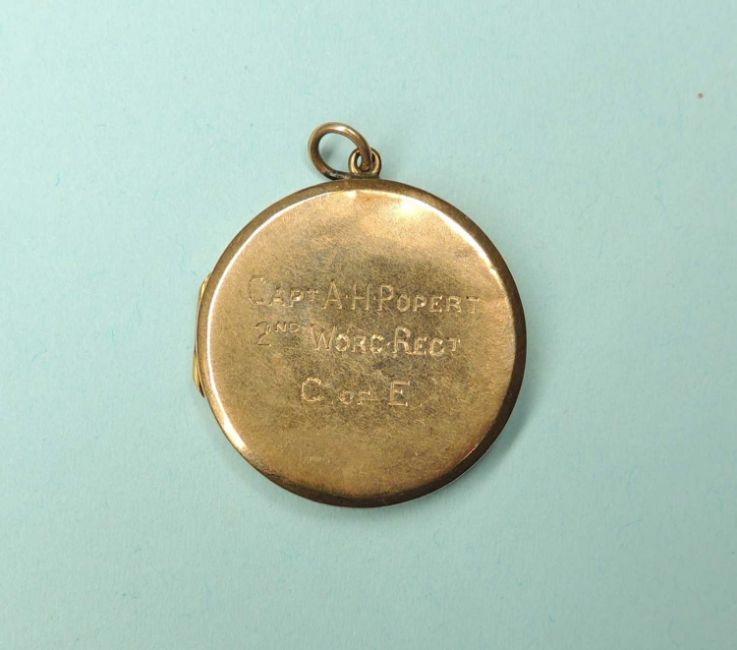 CAPT A·H·POPERT
2ND WORC·REGT
C OF E